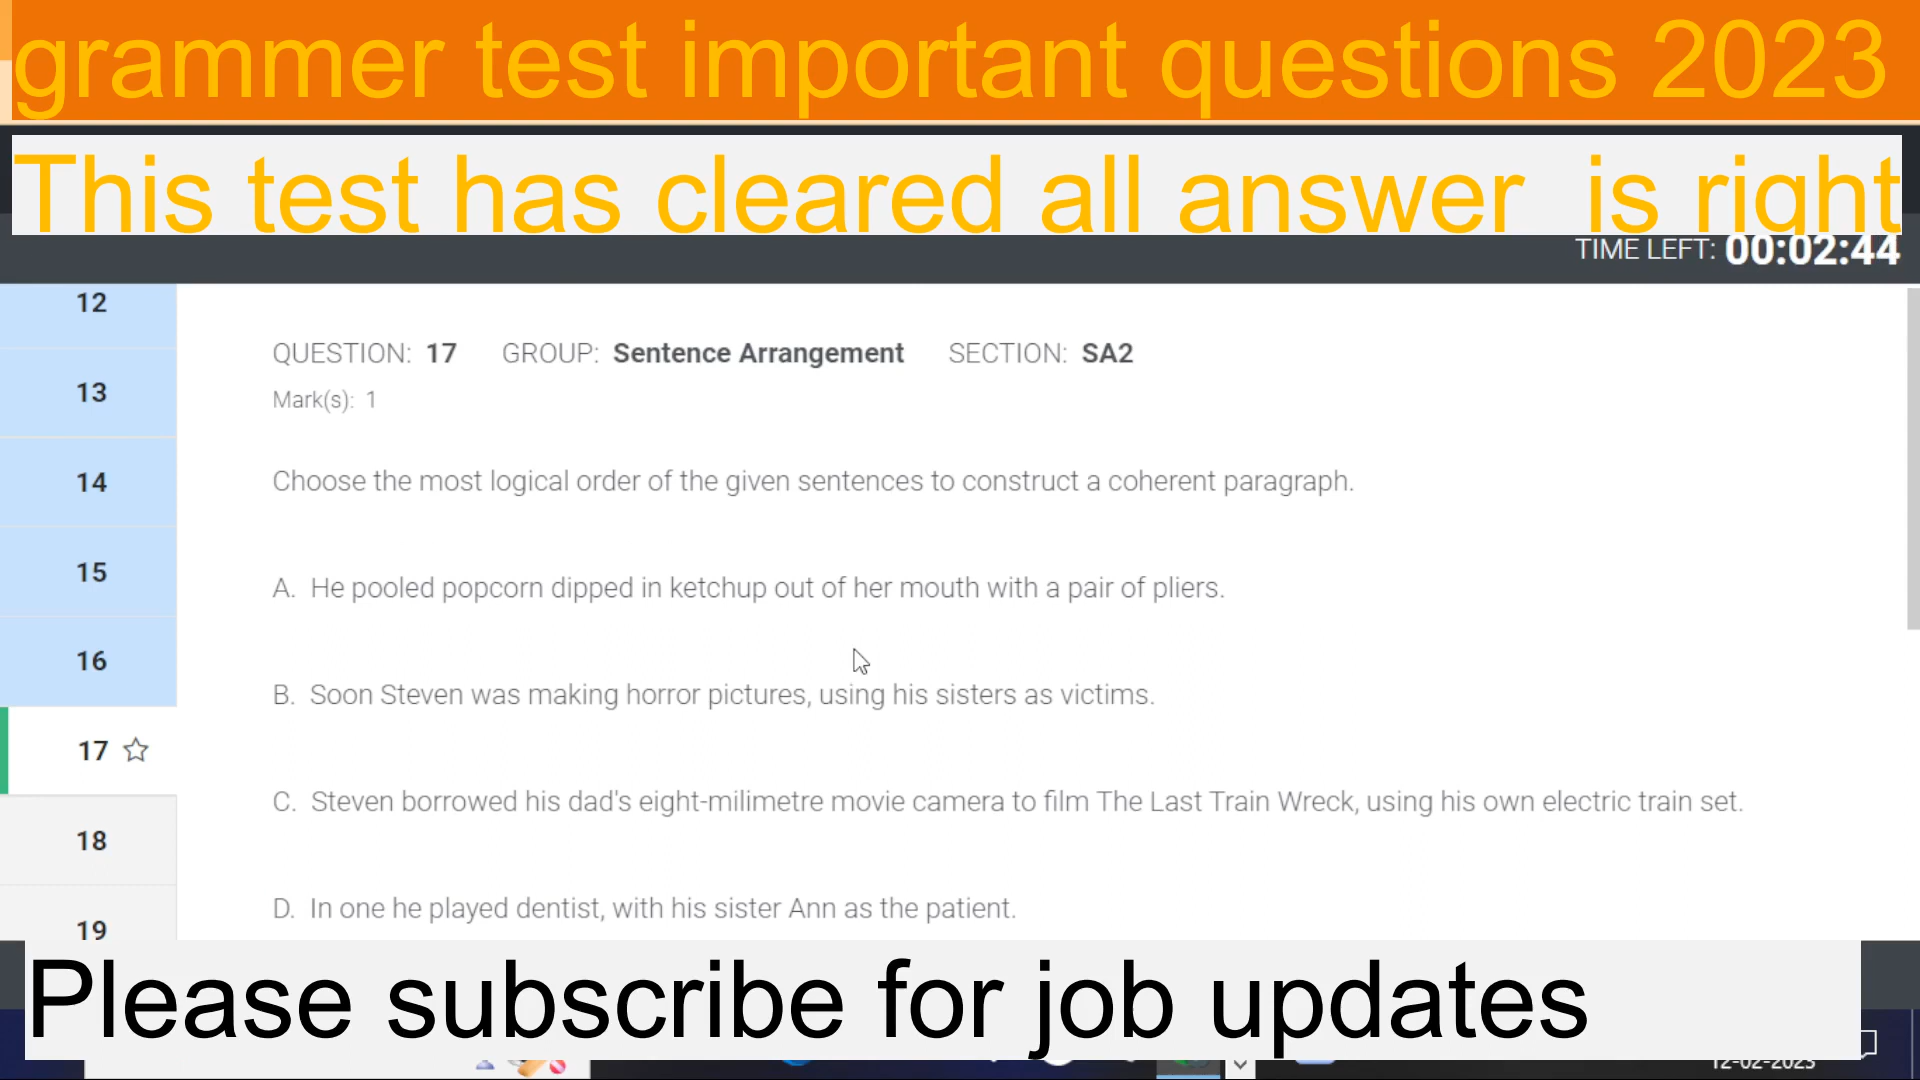 grammer test important questions 2023
This test has cleared all answer is right
TIME LEFT: 00:02:44
12
QUESTION: 17 GROUP: Sentence Arrangement SECTION: SA2
13
Mark(s): 1
14
Choose the most logical order of the given sentences to construct a coherent paragraph.
15
A. He pooled popcorn dipped in ketchup out of her mouth with a pair of pliers.
16
B. Soon Steven was making horror pictures, using his sisters as victims.
17
C. Steven borrowed his dad's eight-milimetre movie camera to film The Last Train Wreck, using his own electric train set.
18
D. In one he played dentist, with his sister Ann as the patient.
19
Please subscribe for job updates
12-02-2023